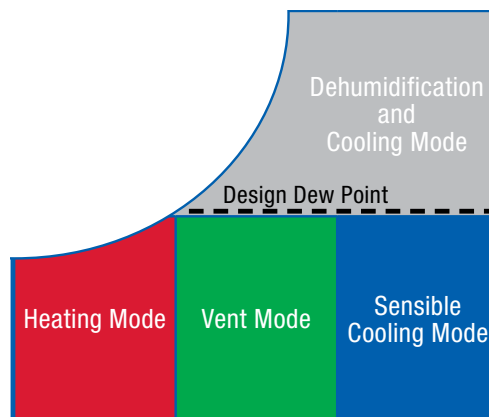 Dehumidification
and
Cooling Mode
Design Dew Point
Heating Mode
Vent Mode
Sensible
Cooling Mode